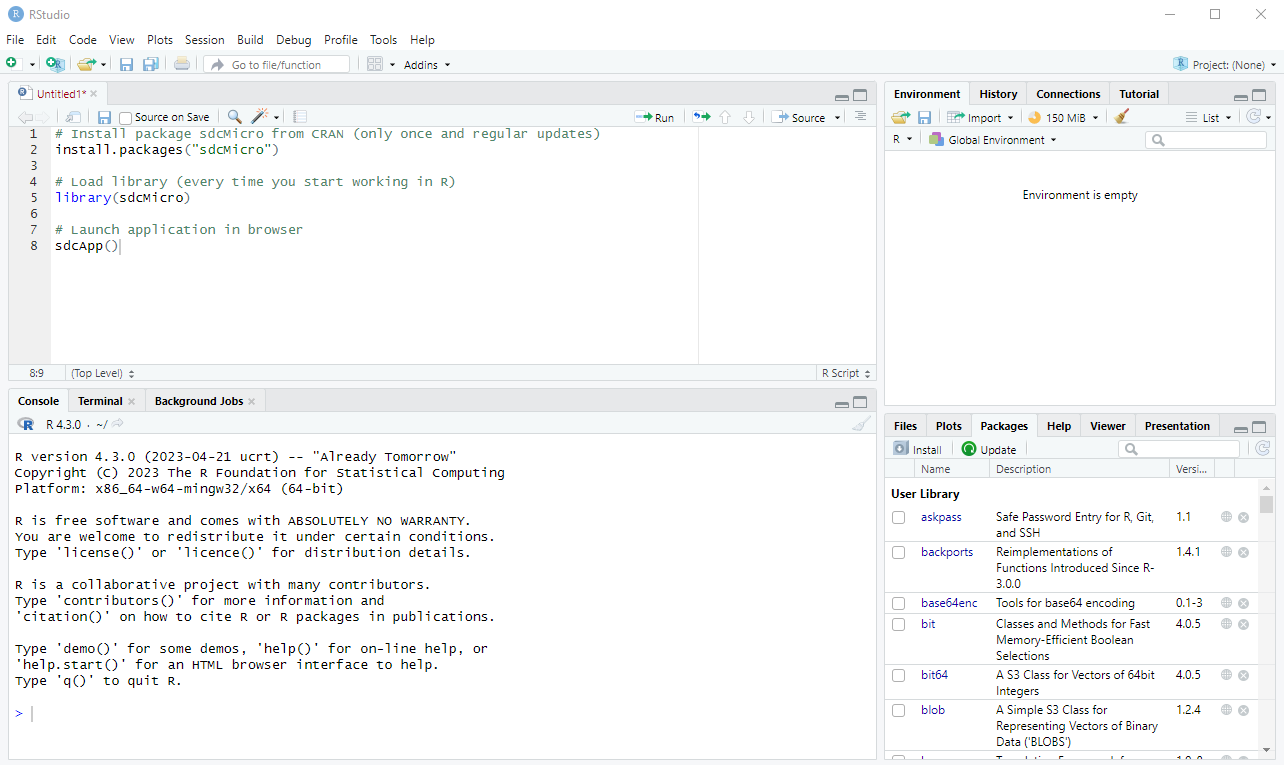 RStudio
File Edit Code View Plots Session Build Debug Profile Tools Help
Go to file/function Addins Project: (None)
Untitled1*
Source on Save Run Source
1 # Install package sdcMicro from CRAN (only once and regular updates)
2 install.packages("sdcMicro")
3
4 # Load library (every time you start working in R)
5 library(sdcMicro)
6
7 # Launch application in browser
8 sdcApp()
8:9 (Top Level) R Script
Console Terminal Background Jobs
R 4.3.0 · ~/
R version 4.3.0 (2023-04-21 ucrt) -- "Already Tomorrow"
Copyright (C) 2023 The R Foundation for Statistical Computing
Platform: x86_64-w64-mingw32/x64 (64-bit)
R is free software and comes with ABSOLUTELY NO WARRANTY.
You are welcome to redistribute it under certain conditions.
Type 'license()' or 'licence()' for distribution details.
R is a collaborative project with many contributors.
Type 'contributors()' for more information and
'citation()' on how to cite R or R packages in publications.
Type 'demo()' for some demos, 'help()' for on-line help, or
'help.start()' for an HTML browser interface to help.
Type 'q()' to quit R.
>
Environment History Connections Tutorial
Import 150 MiB List
R Global Environment
Environment is empty
Files Plots Packages Help Viewer Presentation
Install Update
Name Description Versi...
User Library
askpass Safe Password Entry for R, Git, 1.1
and SSH
backports Reimplementations of 1.4.1
Functions Introduced Since R-
3.0.0
base64enc Tools for base64 encoding 0.1-3
bit Classes and Methods for Fast 4.0.5
Memory-Efficient Boolean
Selections
bit64 A S3 Class for Vectors of 64bit 4.0.5
Integers
blob A Simple S3 Class for 1.2.4
Representing Vectors of Binary
Data ('BLOBS')